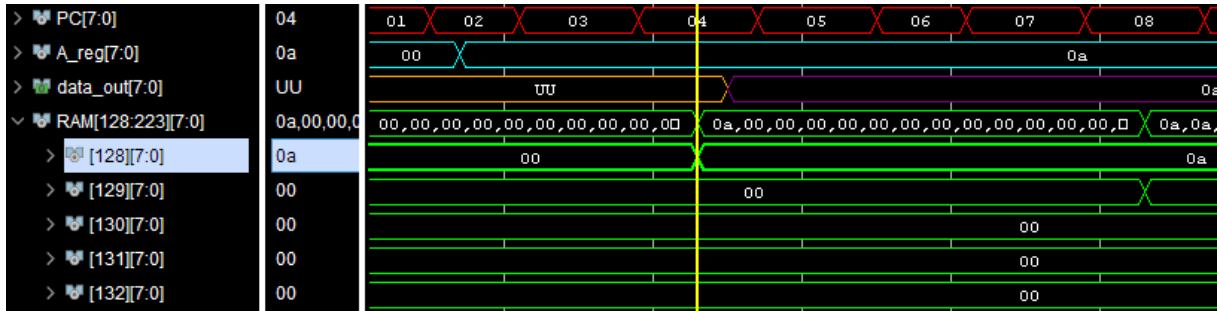 PC[7:0] 04 01 02 03 04 05 06 07 08
A_reg[7:0] 0a 00 0a
data_out[7:0] UU UU 0a
RAM[128:223][7:0] 0a,00,00,0 00,00,00,00,00,00,00,00,00,0 0a,00,00,00,00,00,00,00,00,00,00,00, 0a,0a,
[128][7:0] 0a 00 0a
[129][7:0] 00 00
[130][7:0] 00 00
[131][7:0] 00 00
[132][7:0] 00 00